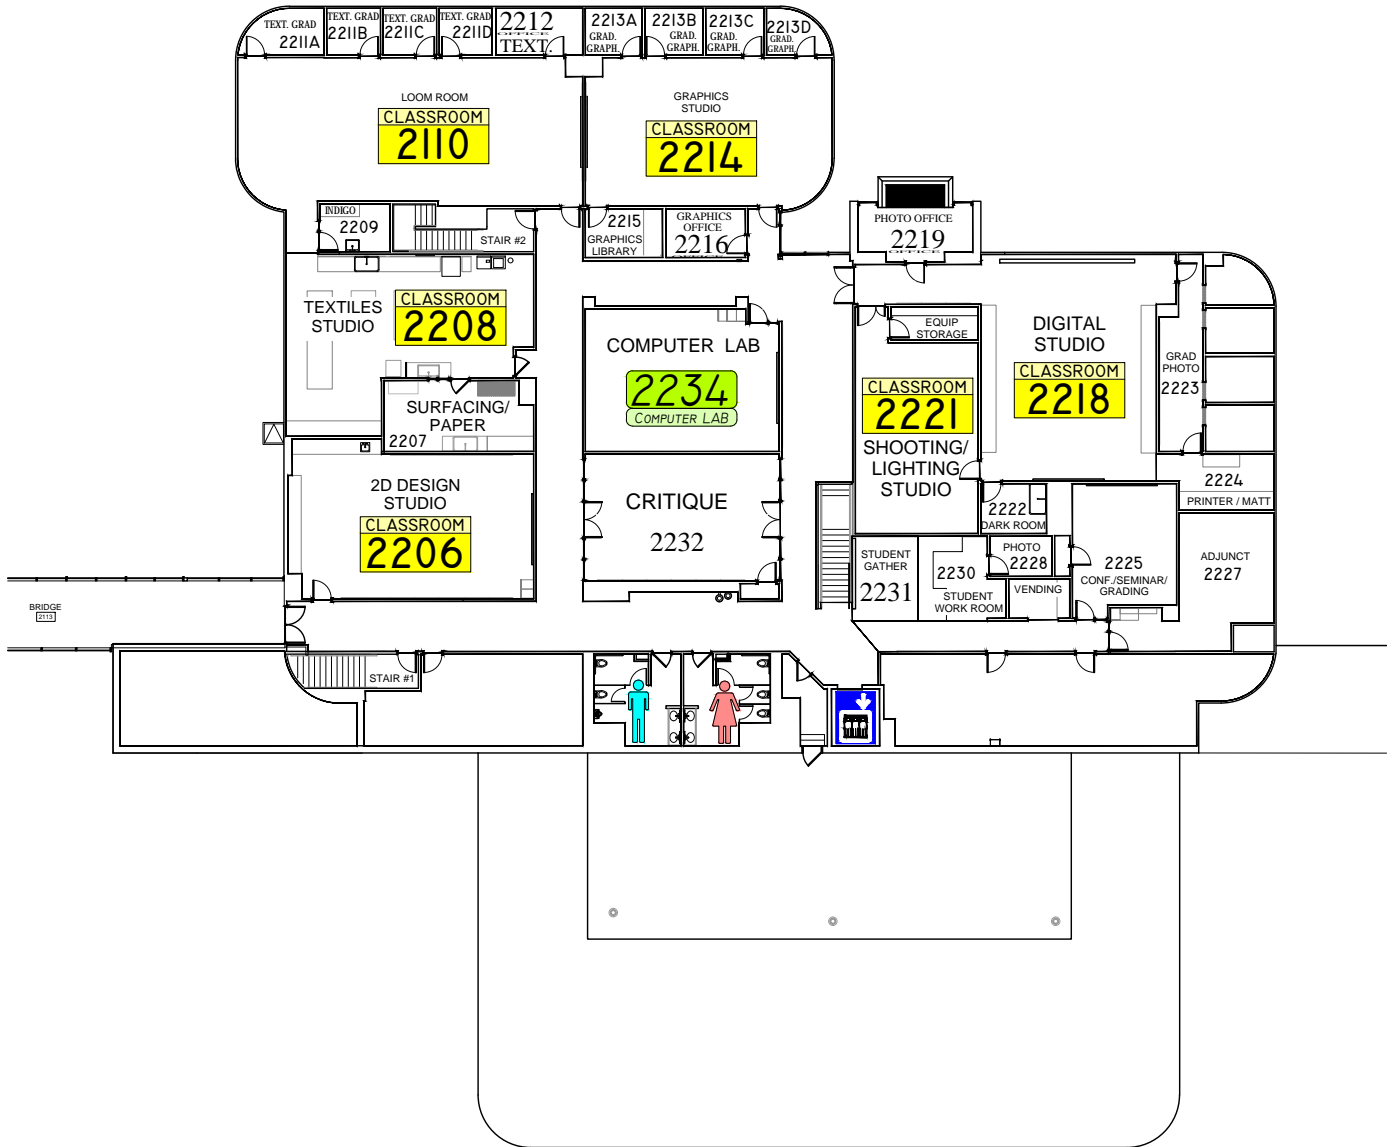 TEXT. GRAD
2211A
TEXT. GRAD
2211B
TEXT. GRAD
2211C
TEXT. GRAD
2211D
2212
OFFICE
TEXT.
2213A
GRAD.
GRAPH.
2213B
GRAD.
GRAPH.
2213C
GRAD.
GRAPH.
2213D
GRAD.
GRAPH.
LOOM ROOM
CLASSROOM
2110
GRAPHICS
STUDIO
CLASSROOM
2214
INDIGO
2209
STAIR #2
2215
GRAPHICS
LIBRARY
GRAPHICS
OFFICE
2216
OFFICE
PHOTO OFFICE
2219
OFFICE
TEXTILES
STUDIO
CLASSROOM
2208
COMPUTER LAB
2234
COMPUTER LAB
EQUIP
STORAGE
DIGITAL
STUDIO
CLASSROOM
2218
GRAD
PHOTO
2223
CLASSROOM
2221
SHOOTING/
LIGHTING
STUDIO
SURFACING/
PAPER
2207
2D DESIGN
STUDIO
CLASSROOM
2206
CRITIQUE
2232
2224
PRINTER / MATT
2222
DARK ROOM
STUDENT
GATHER
2231
2230
STUDENT
WORK ROOM
PHOTO
2228
VENDING
2225
CONF./SEMINAR/
GRADING
ADJUNCT
2227
BRIDGE
2113
STAIR #1